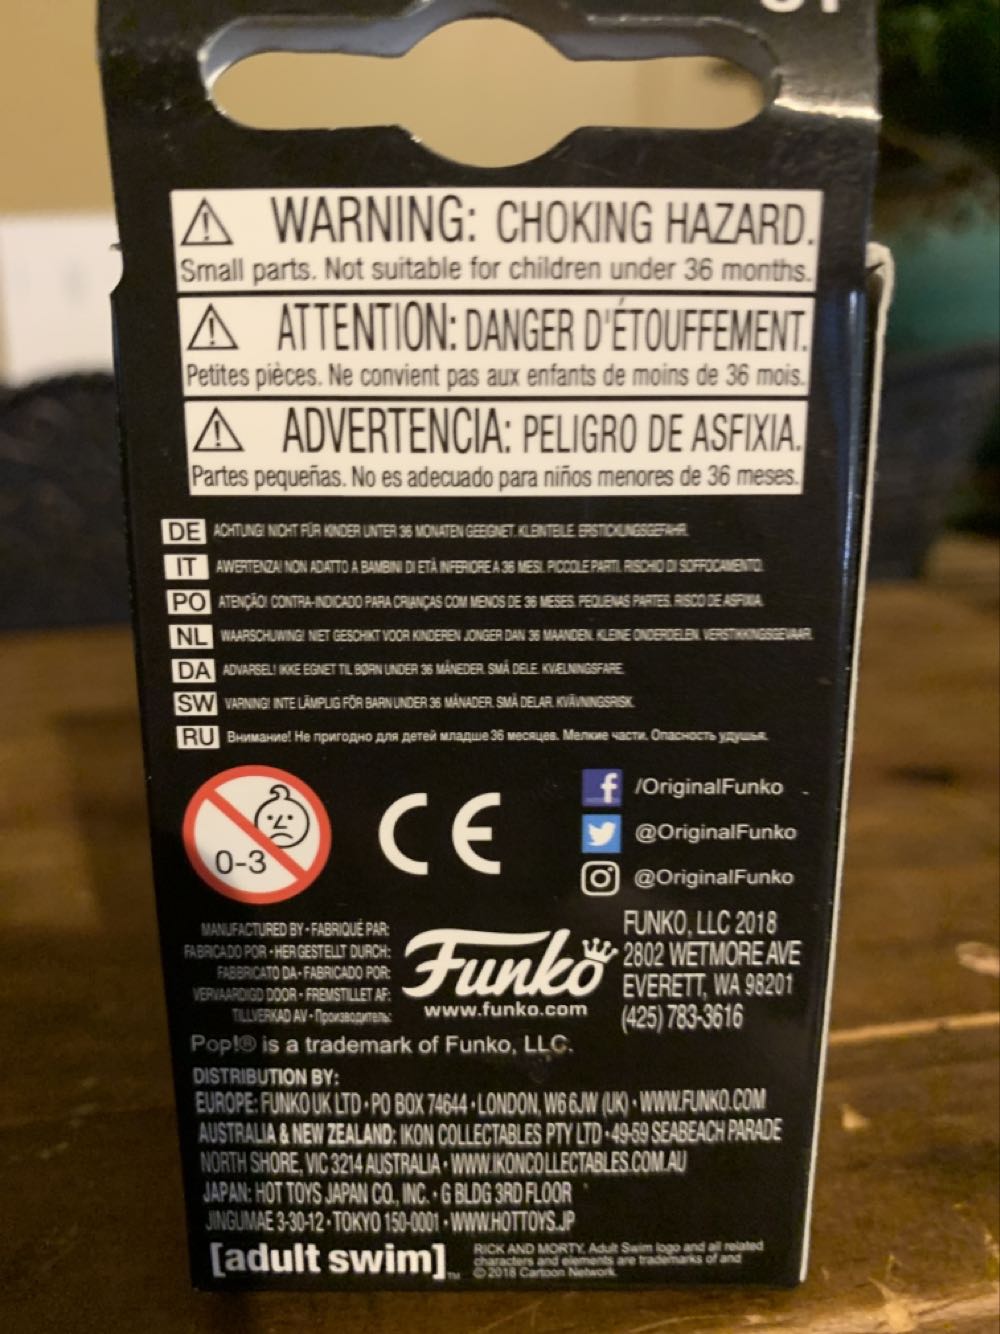 WARNING: CHOKING HAZARD.
Small parts. Not suitable for children under 36 months.
ATTENTION: DANGER D'ÉTOUFFEMENT.
Petites pièces. Ne convient pas aux enfants de moins de 36 mois.
ADVERTENCIA: PELIGRO DE ASFIXIA.
Partes pequeñas. No es adecuado para niños menores de 36 meses.
DE ACHTUNG! NICHT FÜR KINDER UNTER 36 MONATEN GEEIGNET. KLEINTEILE. ERSTICKUNGSGEFAHR.
IT AWERTENZA! NON ADATTO A BAMBINI DI ETÀ INFERIORE A 36 MESI. PICCOLE PARTI. RISCHIO DI SOFFOCAMENTO.
PO ATENÇÃO! CONTRA-INDICADO PARA CRIANÇAS COM MENOS DE 36 MESES. PEQUENAS PARTES. RISCO DE ASFIXIA.
NL WAARSCHUWING! NIET GESCHIKT VOOR KINDEREN JONGER DAN 36 MAANDEN. KLEINE ONDERDELEN. VERSTIKKINGSGEVAAR.
DA ADVARSEL! IKKE EGNET TIL BØRN UNDER 36 MÅNEDER. SMÅ DELE. KVÆLNINGSFARE.
SW VARNING! INTE LÄMPLIG FÖR BARN UNDER 36 MÅNADER. SMÅ DELAR. KVÄVNINGSRISK.
RU Внимание! Не пригодно для детей младше 36 месяцев. Мелкие части. Опасность удушья.
0-3
CE
/OriginalFunko
@OriginalFunko
@OriginalFunko
MANUFACTURED BY • FABRIQUÉ PAR:
FABRICADO POR • HERGESTELLT DURCH:
FABBRICATO DA • FABRICADO POR:
VERVAARDIGD DOOR • FREMSTILLET AF:
TILLVERKAD AV • Производитель:
Funko
www.funko.com
FUNKO, LLC 2018
2802 WETMORE AVE
EVERETT, WA 98201
(425) 783-3616
Pop!® is a trademark of Funko, LLC.
DISTRIBUTION BY:
EUROPE: FUNKO UK LTD • PO BOX 74644 • LONDON, W6 6JW (UK) • WWW.FUNKO.COM
AUSTRALIA & NEW ZEALAND: IKON COLLECTABLES PTY LTD • 49-59 SEABEACH PARADE
NORTH SHORE, VIC 3214 AUSTRALIA • WWW.IKONCOLLECTABLES.COM.AU
JAPAN: HOT TOYS JAPAN CO., INC. • G BLDG 3RD FLOOR
JINGUMAE 3-30-12 • TOKYO 150-0001 • WWW.HOTTOYS.JP
[adult swim]™
RICK AND MORTY, Adult Swim logo and all related
characters and elements are trademarks of and
© 2018 Cartoon Network.